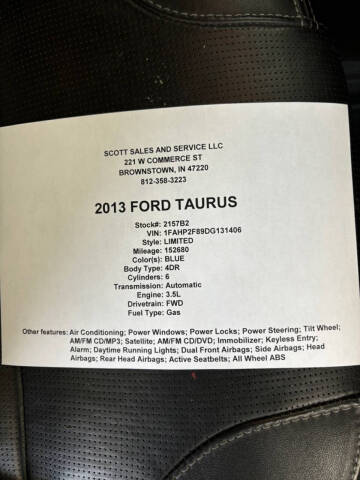 SCOTT SALES AND SERVICE LLC
221 W COMMERCE ST
BROWNSTOWN, IN 47220
812-358-3223
2013 FORD TAURUS
Stock#: 2157B2
VIN: 1FAHP2F89DG131406
Style: LIMITED
Mileage: 152680
Color(s): BLUE
Body Type: 4DR
Cylinders: 6
Transmission: Automatic
Engine: 3.5L
Drivetrain: FWD
Fuel Type: Gas
Other features: Air Conditioning; Power Windows; Power Locks; Power Steering; Tilt Wheel;
AM/FM CD/MP3; Satellite; AM/FM CD/DVD; Immobilizer; Keyless Entry;
Alarm; Daytime Running Lights; Dual Front Airbags; Side Airbags; Head
Airbags; Rear Head Airbags; Active Seatbelts; All Wheel ABS